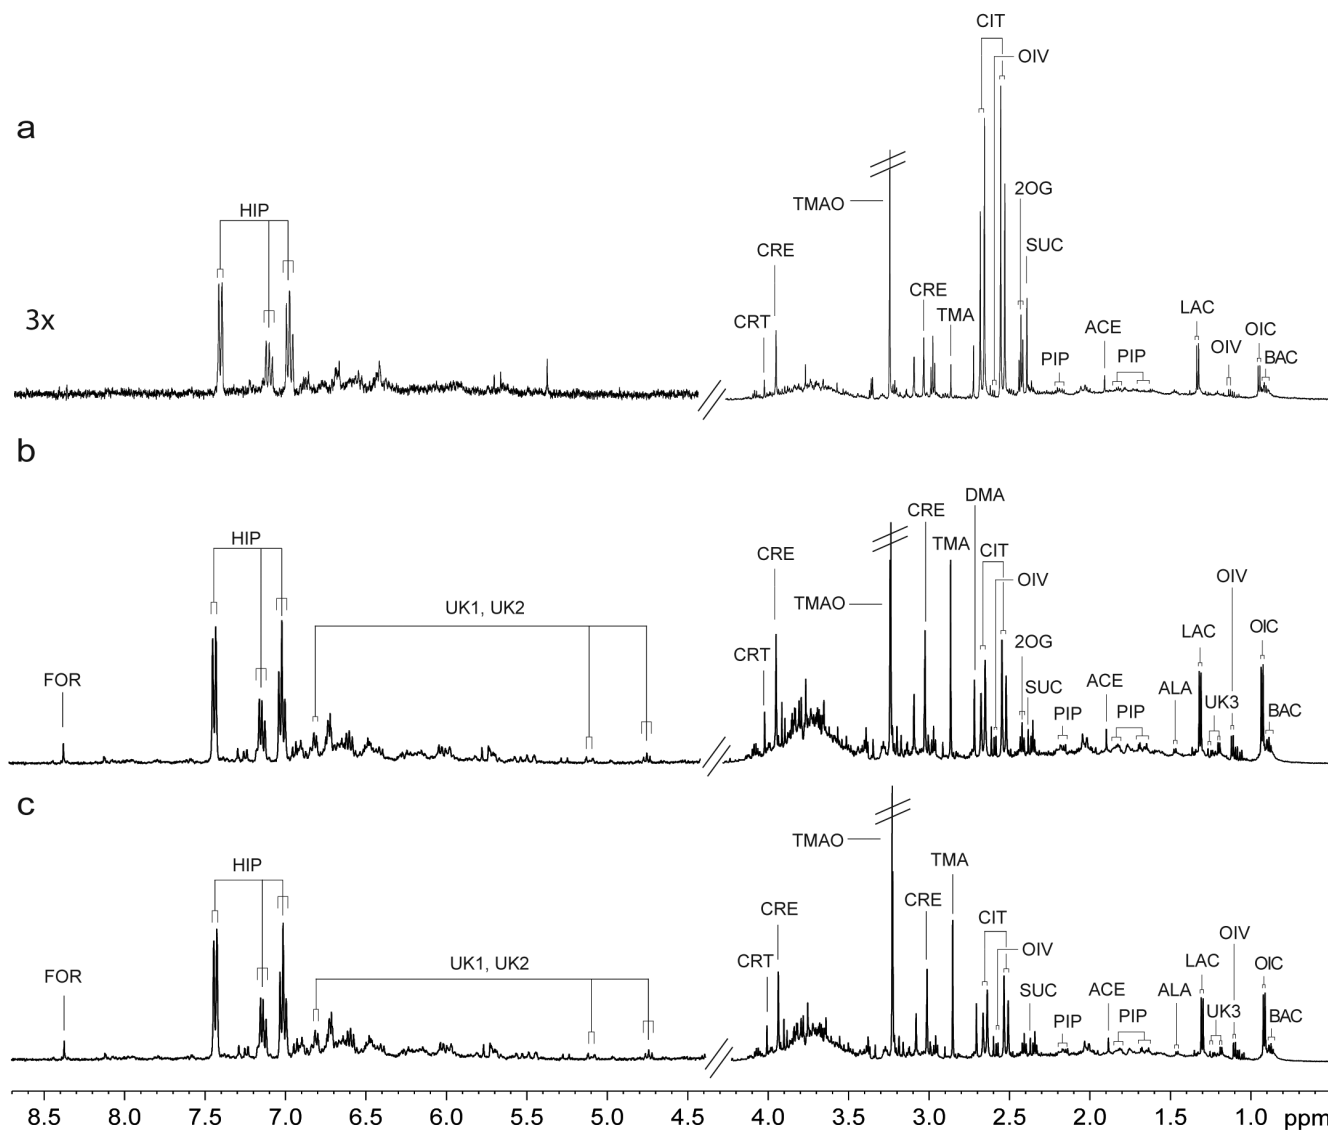 a
CIT
OIV
HIP
TMAO
2OG
CRE
SUC
3x
CRE
LAC
CRT
TMA
ACE
OIC
PIP
PIP
OIV
BAC
b
DMA
HIP
CRE
TMA
CIT
CRE
OIV
OIV
UK1, UK2
TMAO
LAC
OIC
2OG
CRT
FOR
SUC
ACE
ALA
UK3
PIP
PIP
BAC
c
TMAO
HIP
TMA
CRE
CRE
CIT
OIV
OIV
UK1, UK2
CRT
LAC
OIC
FOR
SUC
ACE
ALA
PIP
PIP
UK3
BAC
8.5 8.0 7.5 7.0 6.5 6.0 5.5 5.0 4.5 4.0 3.5 3.0 2.5 2.0 1.5 1.0 ppm